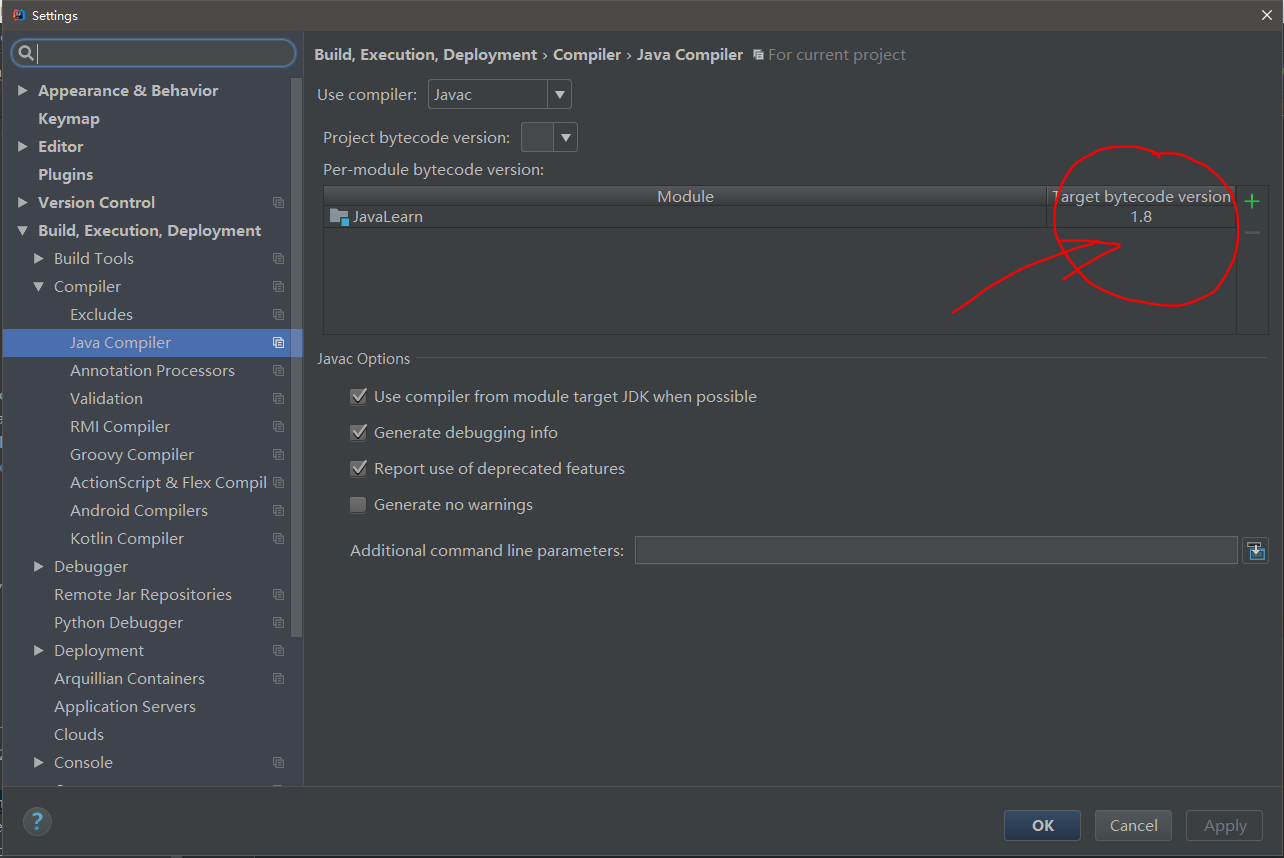 Settings
Build, Execution, Deployment › Compiler › Java Compiler For current project
Appearance & Behavior
Keymap
Editor
Plugins
Version Control
Build, Execution, Deployment
Build Tools
Compiler
Excludes
Java Compiler
Annotation Processors
Validation
RMI Compiler
Groovy Compiler
ActionScript & Flex Compil
Android Compilers
Kotlin Compiler
Debugger
Remote Jar Repositories
Python Debugger
Deployment
Arquillian Containers
Application Servers
Clouds
Console
Use compiler: Javac
Project bytecode version:
Per-module bytecode version:
Module Target bytecode version
JavaLearn 1.8
Javac Options
Use compiler from module target JDK when possible
Generate debugging info
Report use of deprecated features
Generate no warnings
Additional command line parameters:
?
OK Cancel Apply